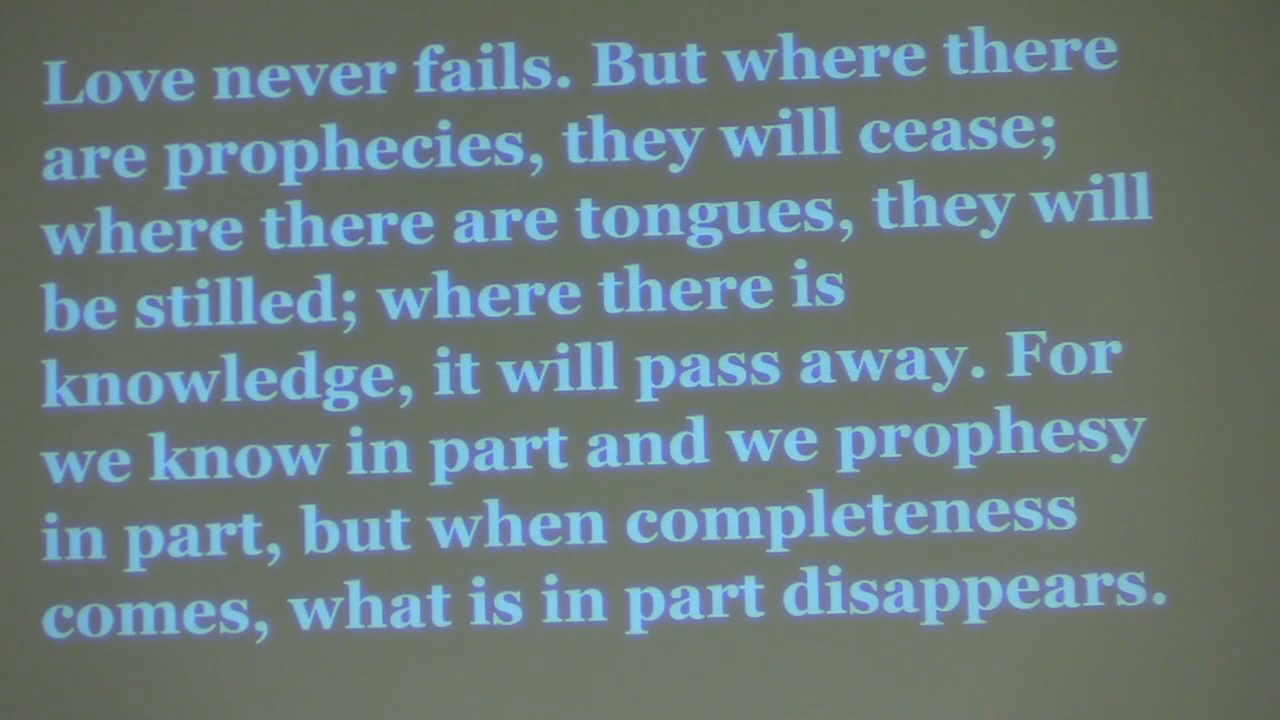 Love never fails. But where there
are prophecies, they will cease;
where there are tongues, they will
be stilled; where there is
knowledge, it will pass away. For
we know in part and we prophesy
in part, but when completeness
comes, what is in part disappears.